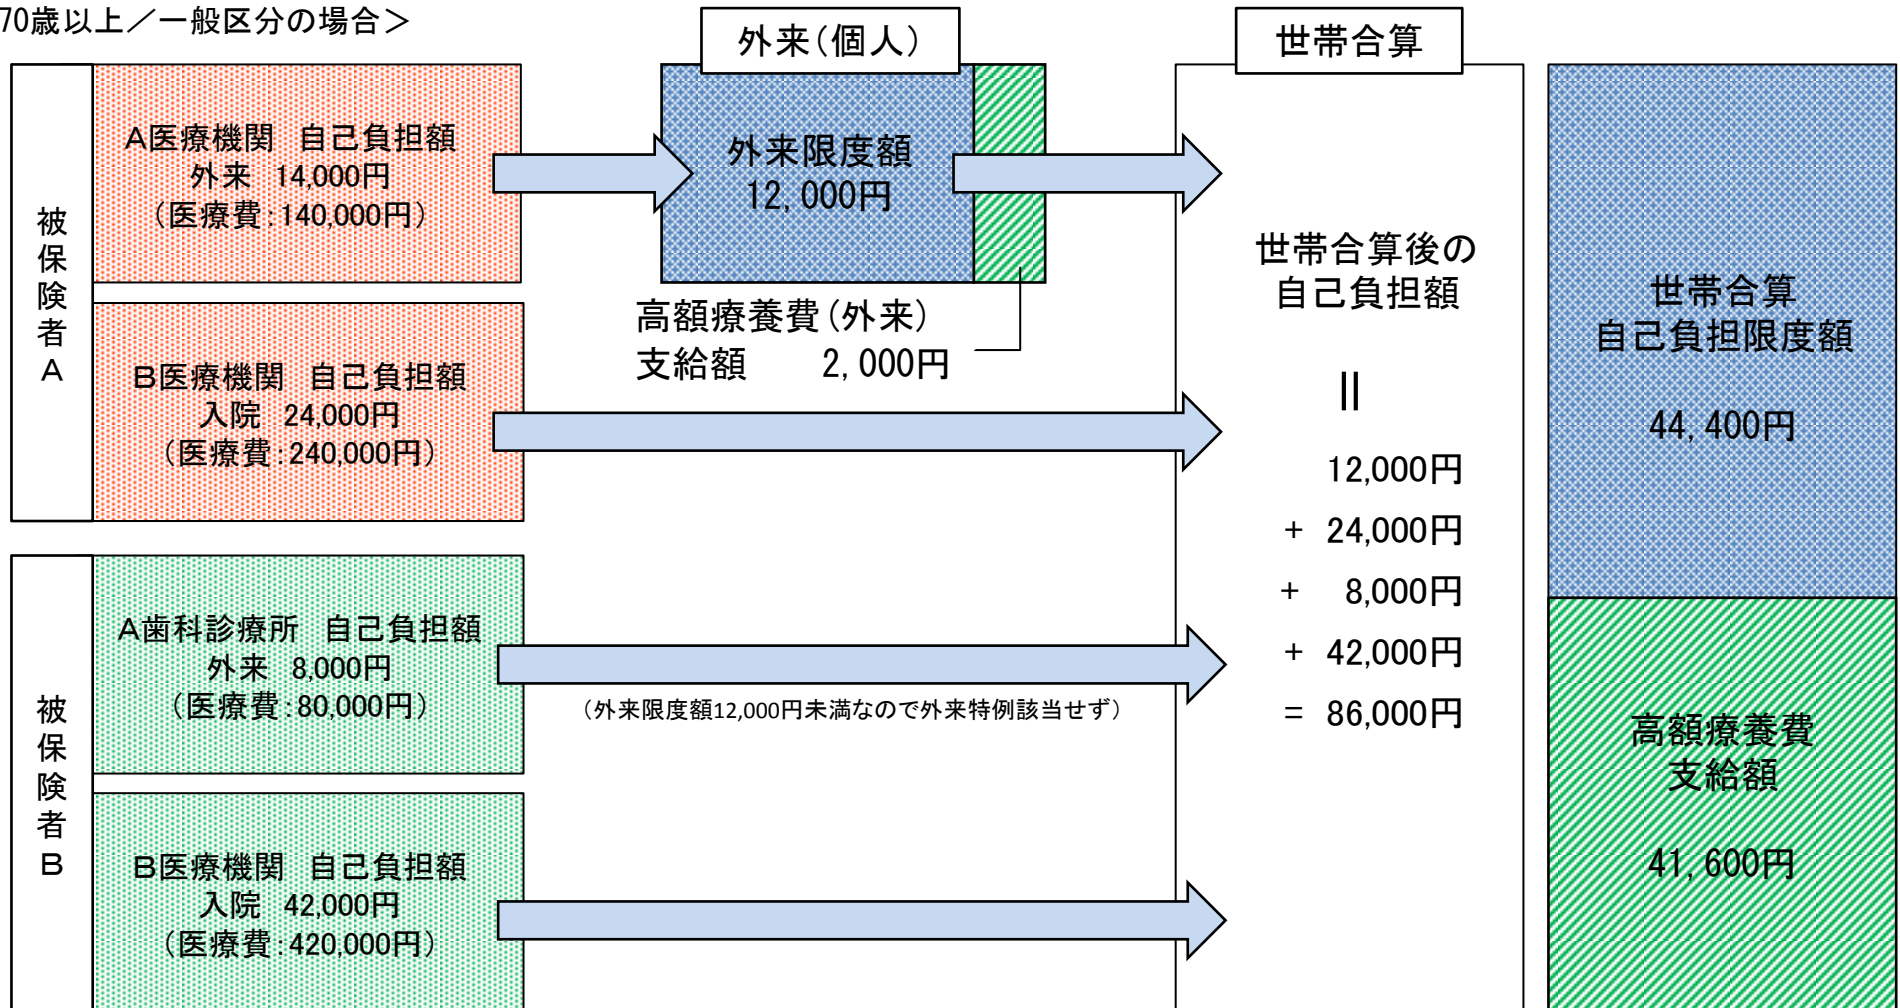 70歳以上／一般区分の場合＞
外来（個人）
世帯合算
被保険者A
A医療機関　自己負担額
外来　14,000円
（医療費：140,000円）
外来限度額
12,000円
高額療養費（外来）
支給額　2,000円
B医療機関　自己負担額
入院　24,000円
（医療費：240,000円）
被保険者B
A歯科診療所　自己負担額
外来　8,000円
（医療費：80,000円）
（外来限度額12,000円未満なので外来特例該当せず）
B医療機関　自己負担額
入院　42,000円
（医療費：420,000円）
世帯合算後の
自己負担額
||
12,000円
+ 24,000円
+ 8,000円
+ 42,000円
= 86,000円
世帯合算
自己負担限度額
44,400円
高額療養費
支給額
41,600円